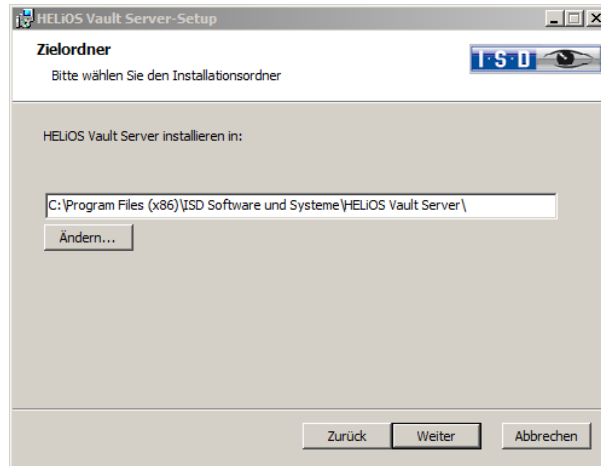 HELiOS Vault Server-Setup
Zielordner
Bitte wählen Sie den Installationsordner
I·S·D
HELiOS Vault Server installieren in:
C:\Program Files (x86)\ISD Software und Systeme\HELiOS Vault Server\
Ändern...
Zurück Weiter Abbrechen